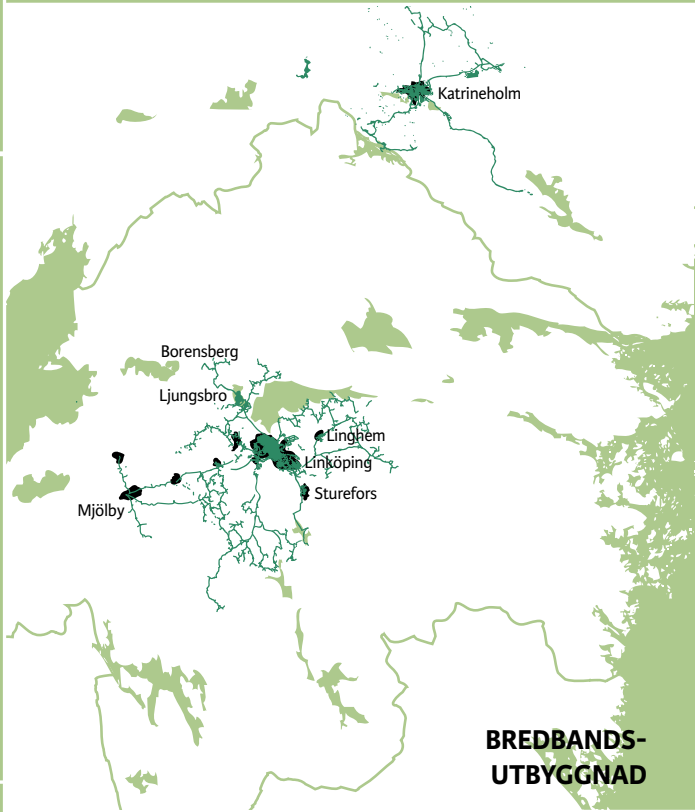 Katrineholm
Borensberg
Ljungsbro
Linghem
Linköping
Sturefors
Mjölby
BREDBANDS-
UTBYGGNAD